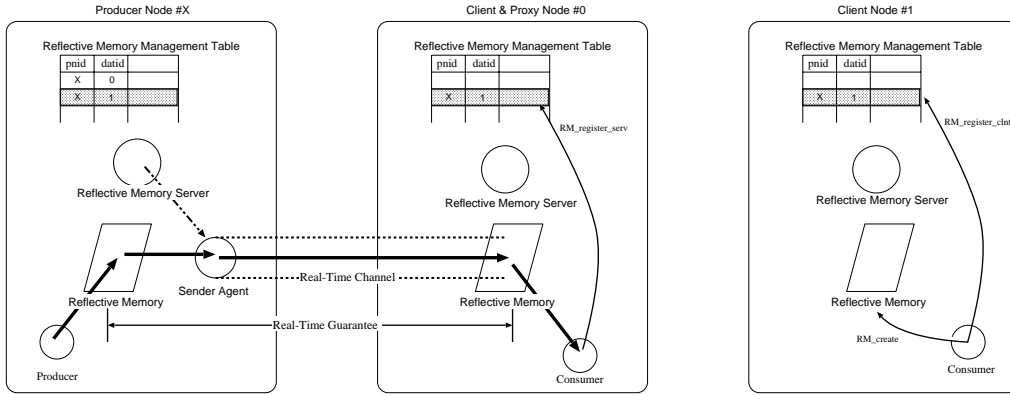 Producer Node #X
Reflective Memory Management Table
pnid datid
X 0
X 1
Reflective Memory Server
Sender Agent
Reflective Memory
Producer
Real-Time Channel
Real-Time Guarantee
Client & Proxy Node #0
Reflective Memory Management Table
pnid datid
X 1
RM_register_serv
Reflective Memory Server
Reflective Memory
Consumer
Client Node #1
Reflective Memory Management Table
pnid datid
X 1
RM_register_clnt
Reflective Memory Server
Reflective Memory
RM_create
Consumer